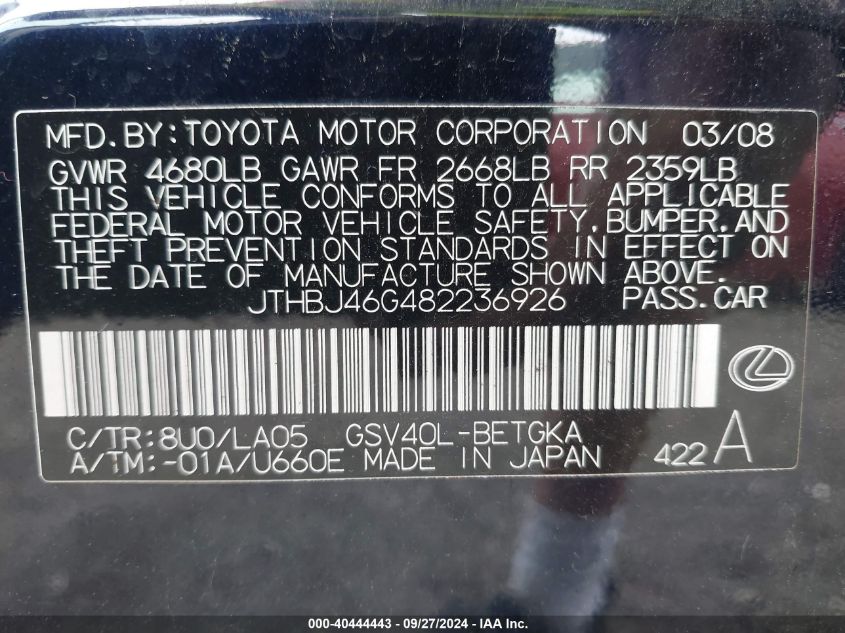 MFD.BY:TOYOTA MOTOR CORPORATION 03/08
GVWR 4680LB GAWR FR 2668LB RR 2359LB
THIS VEHICLE CONFORMS TO ALL APPLICABLE
FEDERAL MOTOR VEHICLE SAFETY,BUMPER,AND
THEFT PREVENTION STANDARDS IN EFFECT ON
THE DATE OF MANUFACTURE SHOWN ABOVE.
JTHBJ46G482236926 PASS.CAR
C/TR:8U0/LA05 GSV40L-BETGKA
A/TM:-01A/U660E MADE IN JAPAN 422 A
000-40444443 - 09/27/2024 - IAA Inc.